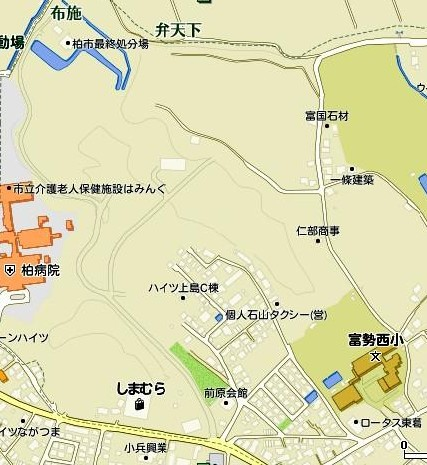 布施
動場
柏市最終処分場
弁天下
富国石材
一條建築
市立介護老人保健施設はみんぐ
仁部商事
柏病院
ハイツ上島C棟
個人石山タクシー(営)
ーンハイツ
富勢西小
しまむら
前原会館
ロータス東葛
イツながつま
小兵興業
0